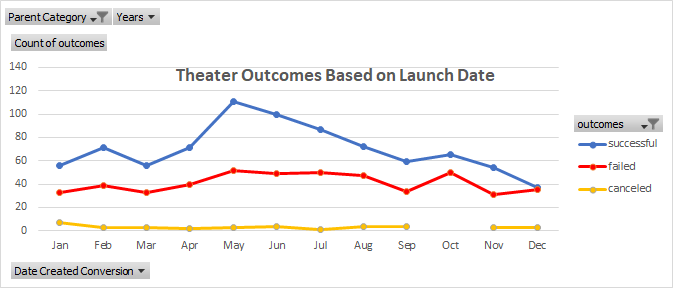 Parent Category Years
Count of outcomes
Theater Outcomes Based on Launch Date
140
120
100
80
60
40
20
0
Jan Feb Mar Apr May Jun Jul Aug Sep Oct Nov Dec
outcomes
successful
failed
canceled
Date Created Conversion